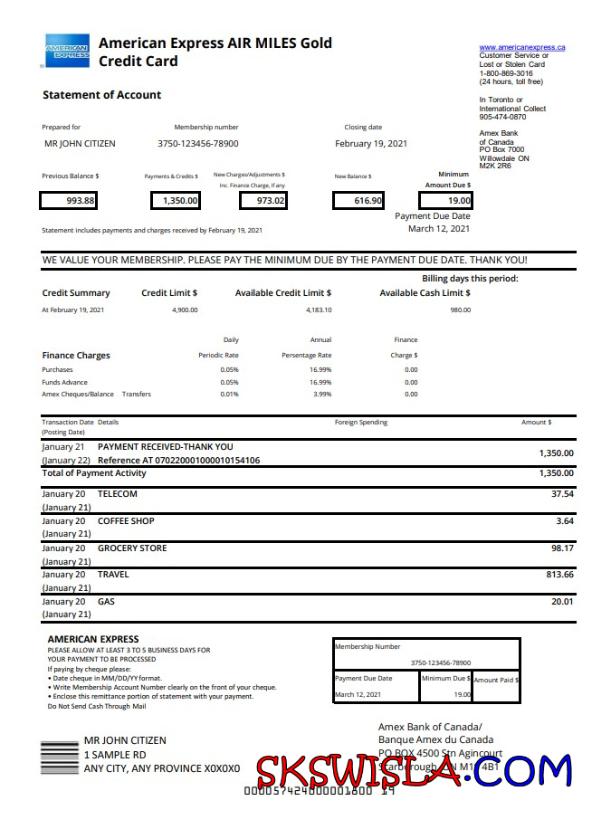 AMERICAN EXPRESS
American Express AIR MILES Gold
Credit Card
www.americanexpress.ca
Customer Service or
Lost or Stolen Card
1-800-869-3016
(24 hours, toll free)
In Toronto or
International Collect
905-474-0870
Amex Bank
of Canada
PO Box 7000
Willowdale ON
M2K 2R6
Statement of Account
Prepared for Membership number Closing date
MR JOHN CITIZEN 3750-123456-78900 February 19, 2021
Previous Balance $ Payments & Credits $ New Charges/Adjustments $ Inc. Finance Charge, if any New Balance $ Minimum Amount Due $
993.88 1,350.00 973.02 616.90 19.00
Payment Due Date
March 12, 2021
Statement includes payments and charges received by February 19, 2021
WE VALUE YOUR MEMBERSHIP. PLEASE PAY THE MINIMUM DUE BY THE PAYMENT DUE DATE. THANK YOU!
Billing days this period:
Credit Summary Credit Limit $ Available Credit Limit $ Available Cash Limit $
At February 19, 2021 4,900.00 4,183.10 980.00
Daily Annual Finance
Finance Charges Periodic Rate Persentage Rate Charge $
Purchases 0.05% 16.99% 0.00
Funds Advance 0.05% 16.99% 0.00
Amex Cheques/Balance Transfers 0.01% 3.99% 0.00
Transaction Date Details Foreign Spending Amount $
(Posting Date)
January 21 PAYMENT RECEIVED-THANK YOU
(January 22) Reference AT 070220001000010154106 1,350.00
Total of Payment Activity 1,350.00
January 20 TELECOM 37.54
(January 21)
January 20 COFFEE SHOP 3.64
(January 21)
January 20 GROCERY STORE 98.17
(January 21)
January 20 TRAVEL 813.66
(January 21)
January 20 GAS 20.01
(January 21)
AMERICAN EXPRESS
PLEASE ALLOW AT LEAST 3 TO 5 BUSINESS DAYS FOR
YOUR PAYMENT TO BE PROCESSED
If paying by cheque please:
• Date cheque in MM/DD/YY format.
• Write Membership Account Number clearly on the front of your cheque.
• Enclose this remittance portion of statement with your payment.
Do Not Send Cash Through Mail
Membership Number
3750-123456-78900
Payment Due Date Minimum Due $ Amount Paid $
March 12, 2021 19.00
MR JOHN CITIZEN
1 SAMPLE RD
ANY CITY, ANY PROVINCE X0X0X0
Amex Bank of Canada/
Banque Amex du Canada
PO BOX 4500 Stn Agincourt
Scarborough, ON M1S 4B1
SKSWISLA.COM